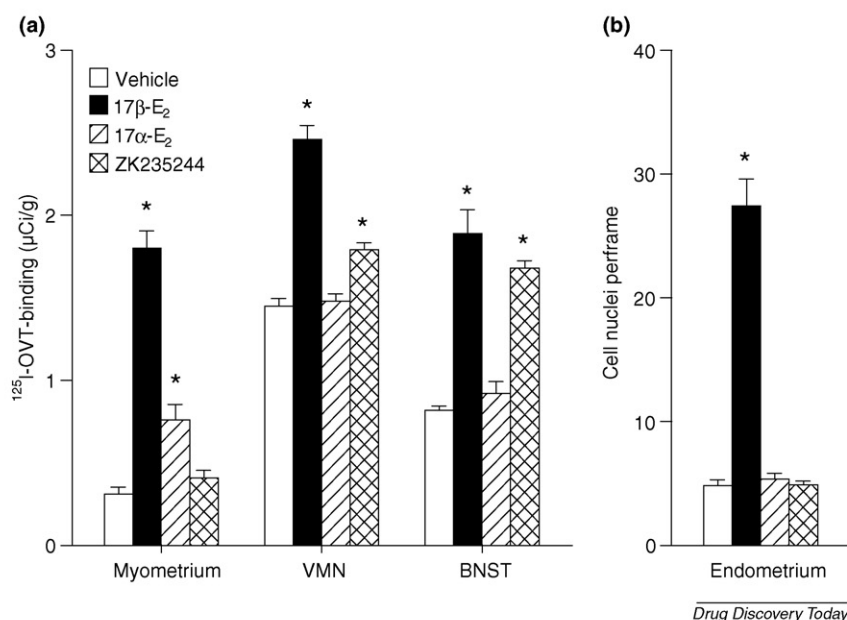 (a)
3
2
1
0
¹²⁵I-OVT-binding (μCi/g)
Vehicle
17β-E₂
17α-E₂
ZK235244
*
*
*
*
*
*
Myometrium VMN BNST
(b)
40
30
20
10
0
Cell nuclei perframe
*
Endometrium
Drug Discovery Today